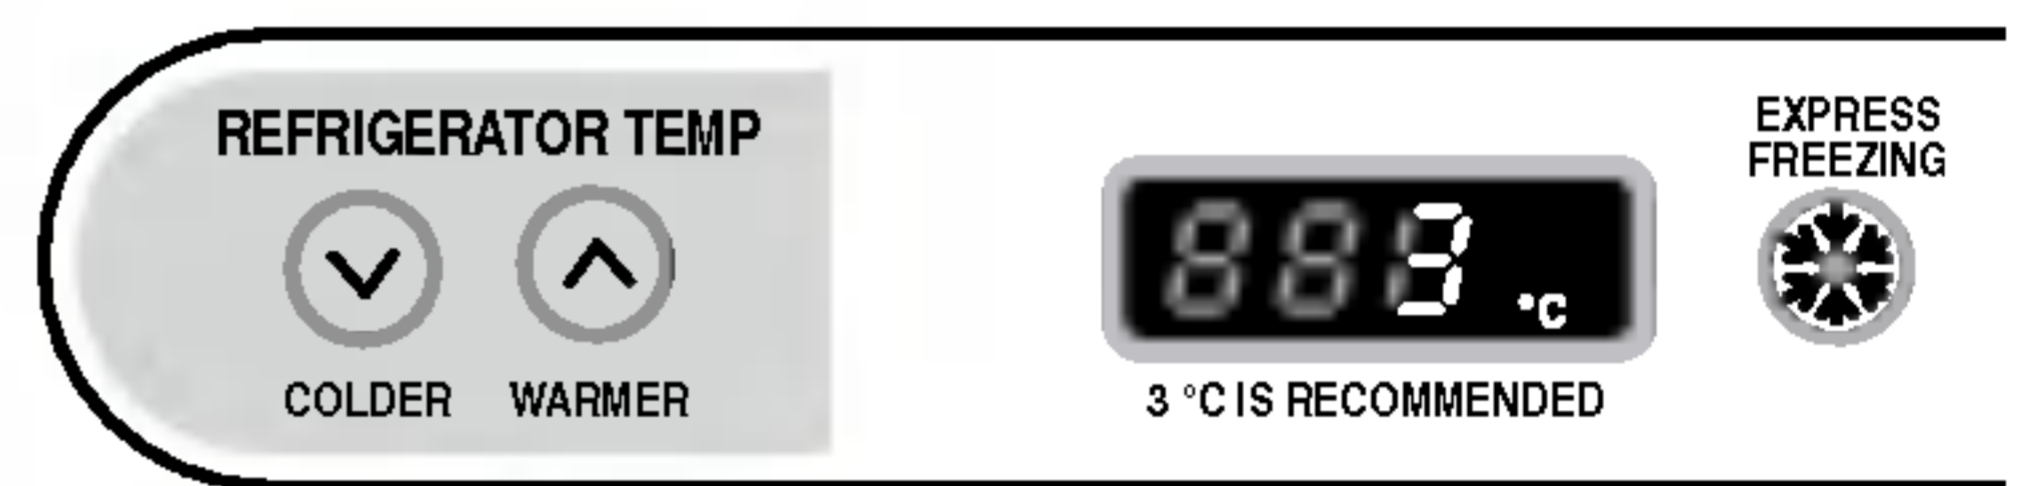 REFRIGERATOR TEMP
COLDER WARMER
3 °C
3 °C IS RECOMMENDED
EXPRESS
FREEZING